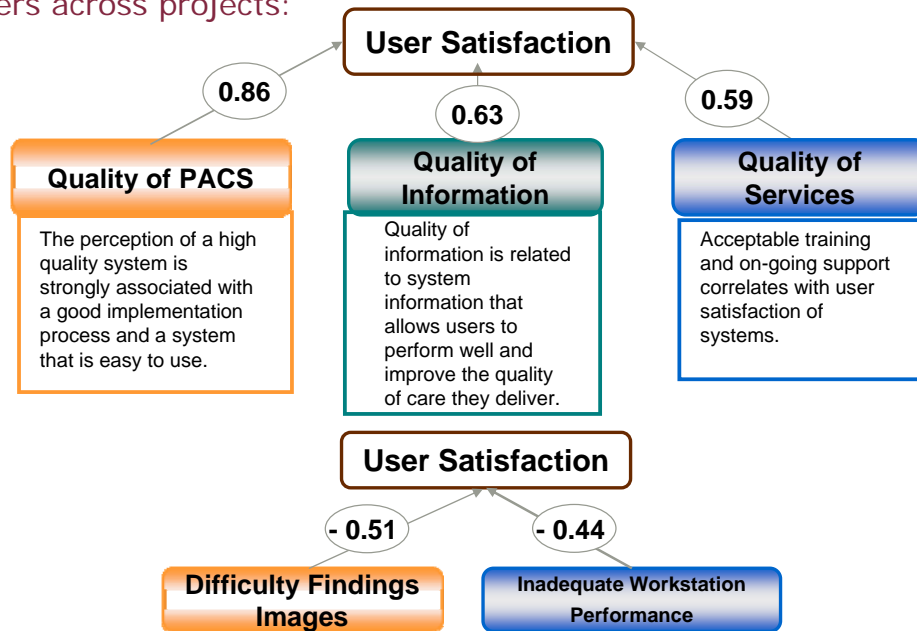 ers across projects:
User Satisfaction
0.86
0.63
0.59
Quality of PACS
Quality of
Information
Quality of
Services
The perception of a high
quality system is
strongly associated with
a good implementation
process and a system
that is easy to use.
Quality of
information is related
to system
information that
allows users to
perform well and
improve the quality
of care they deliver.
Acceptable training
and on-going support
correlates with user
satisfaction of
systems.
User Satisfaction
- 0.51
- 0.44
Difficulty Findings
Images
Inadequate Workstation
Performance